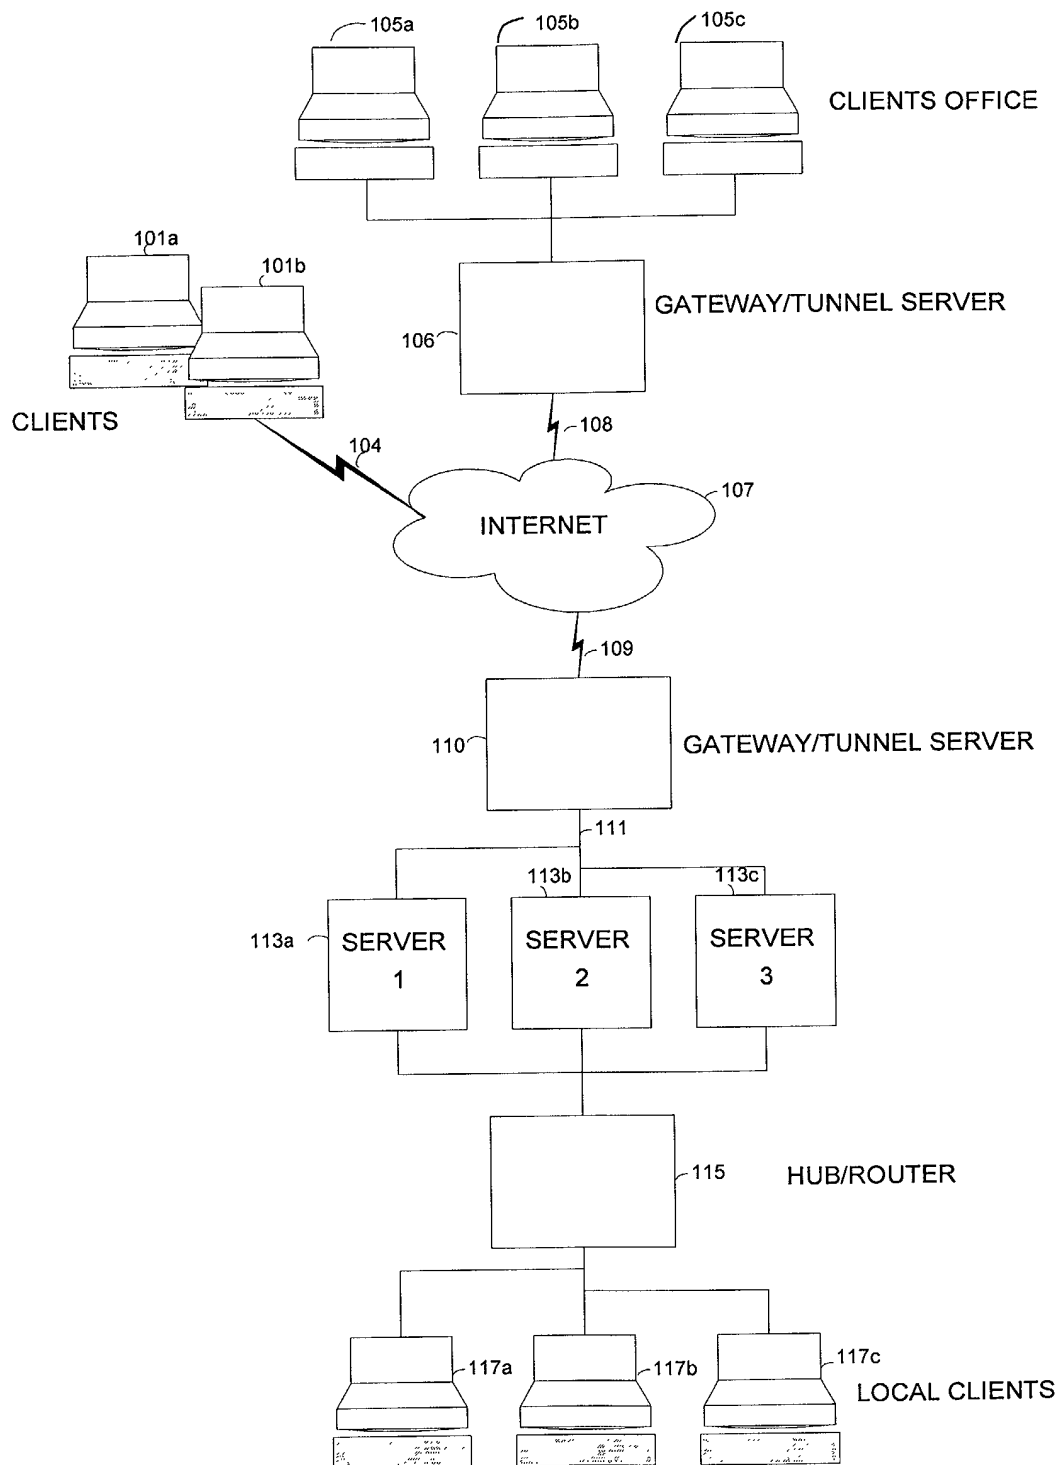 105a
105b
105c
CLIENTS OFFICE
101a
101b
GATEWAY/TUNNEL SERVER
106
CLIENTS
104
108
107
INTERNET
109
110
GATEWAY/TUNNEL SERVER
111
113b
113c
113a
SERVER
1
SERVER
2
SERVER
3
115
HUB/ROUTER
117a
117b
117c
LOCAL CLIENTS